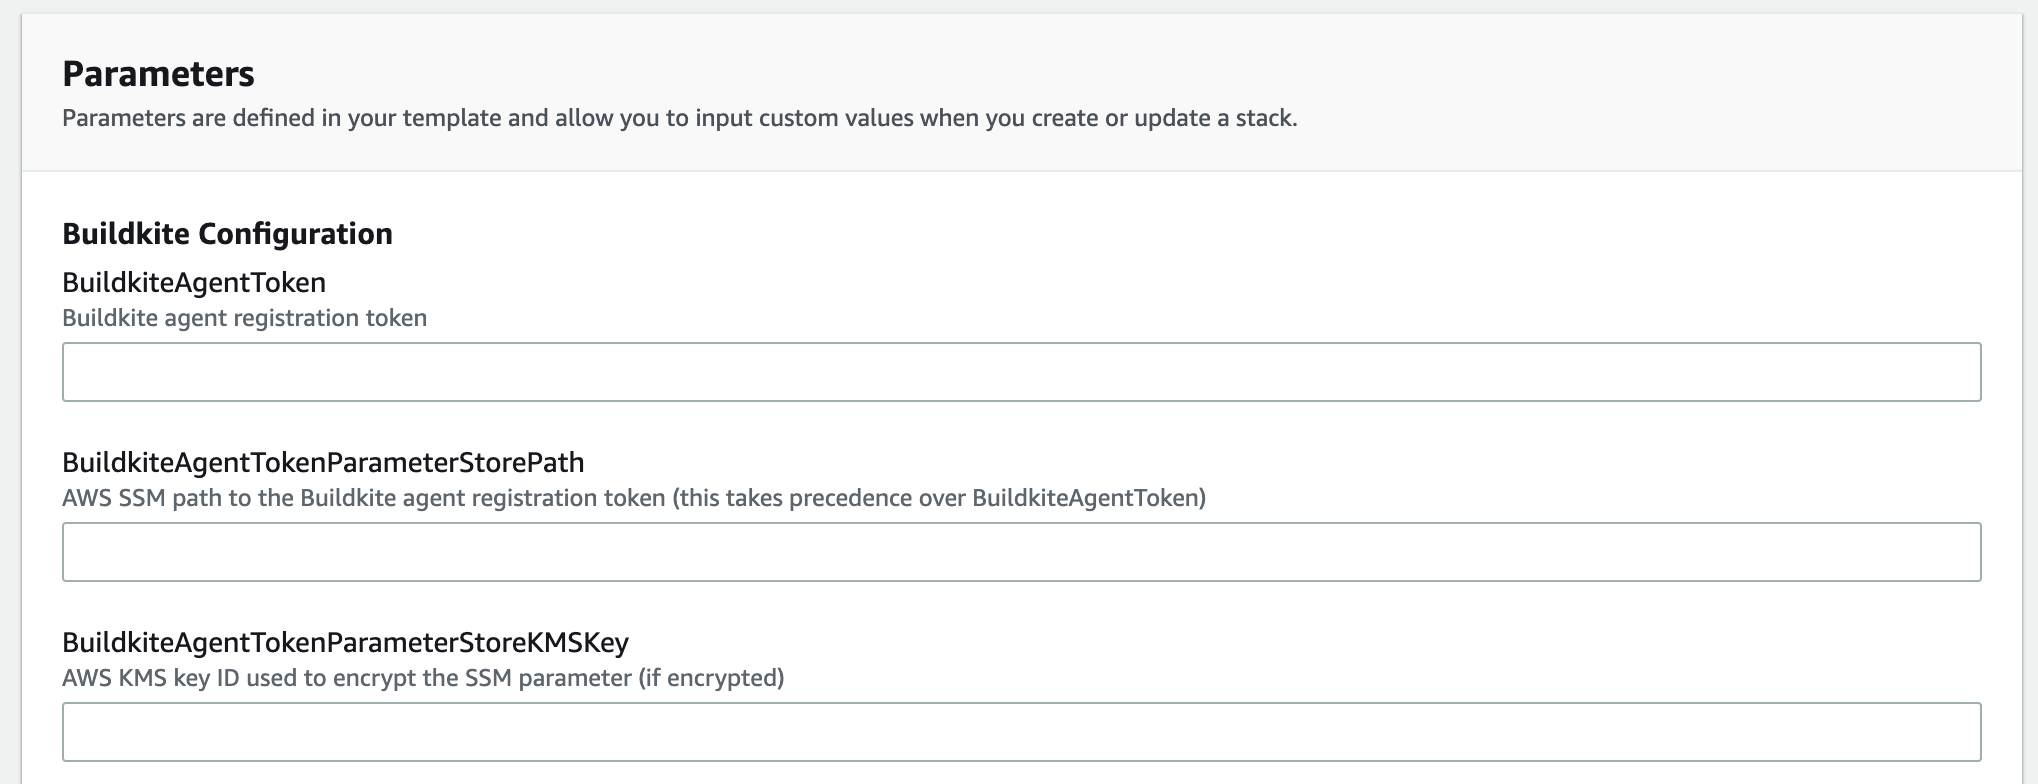 Parameters
Parameters are defined in your template and allow you to input custom values when you create or update a stack.
Buildkite Configuration
BuildkiteAgentToken
Buildkite agent registration token
BuildkiteAgentTokenParameterStorePath
AWS SSM path to the Buildkite agent registration token (this takes precedence over BuildkiteAgentToken)
BuildkiteAgentTokenParameterStoreKMSKey
AWS KMS key ID used to encrypt the SSM parameter (if encrypted)